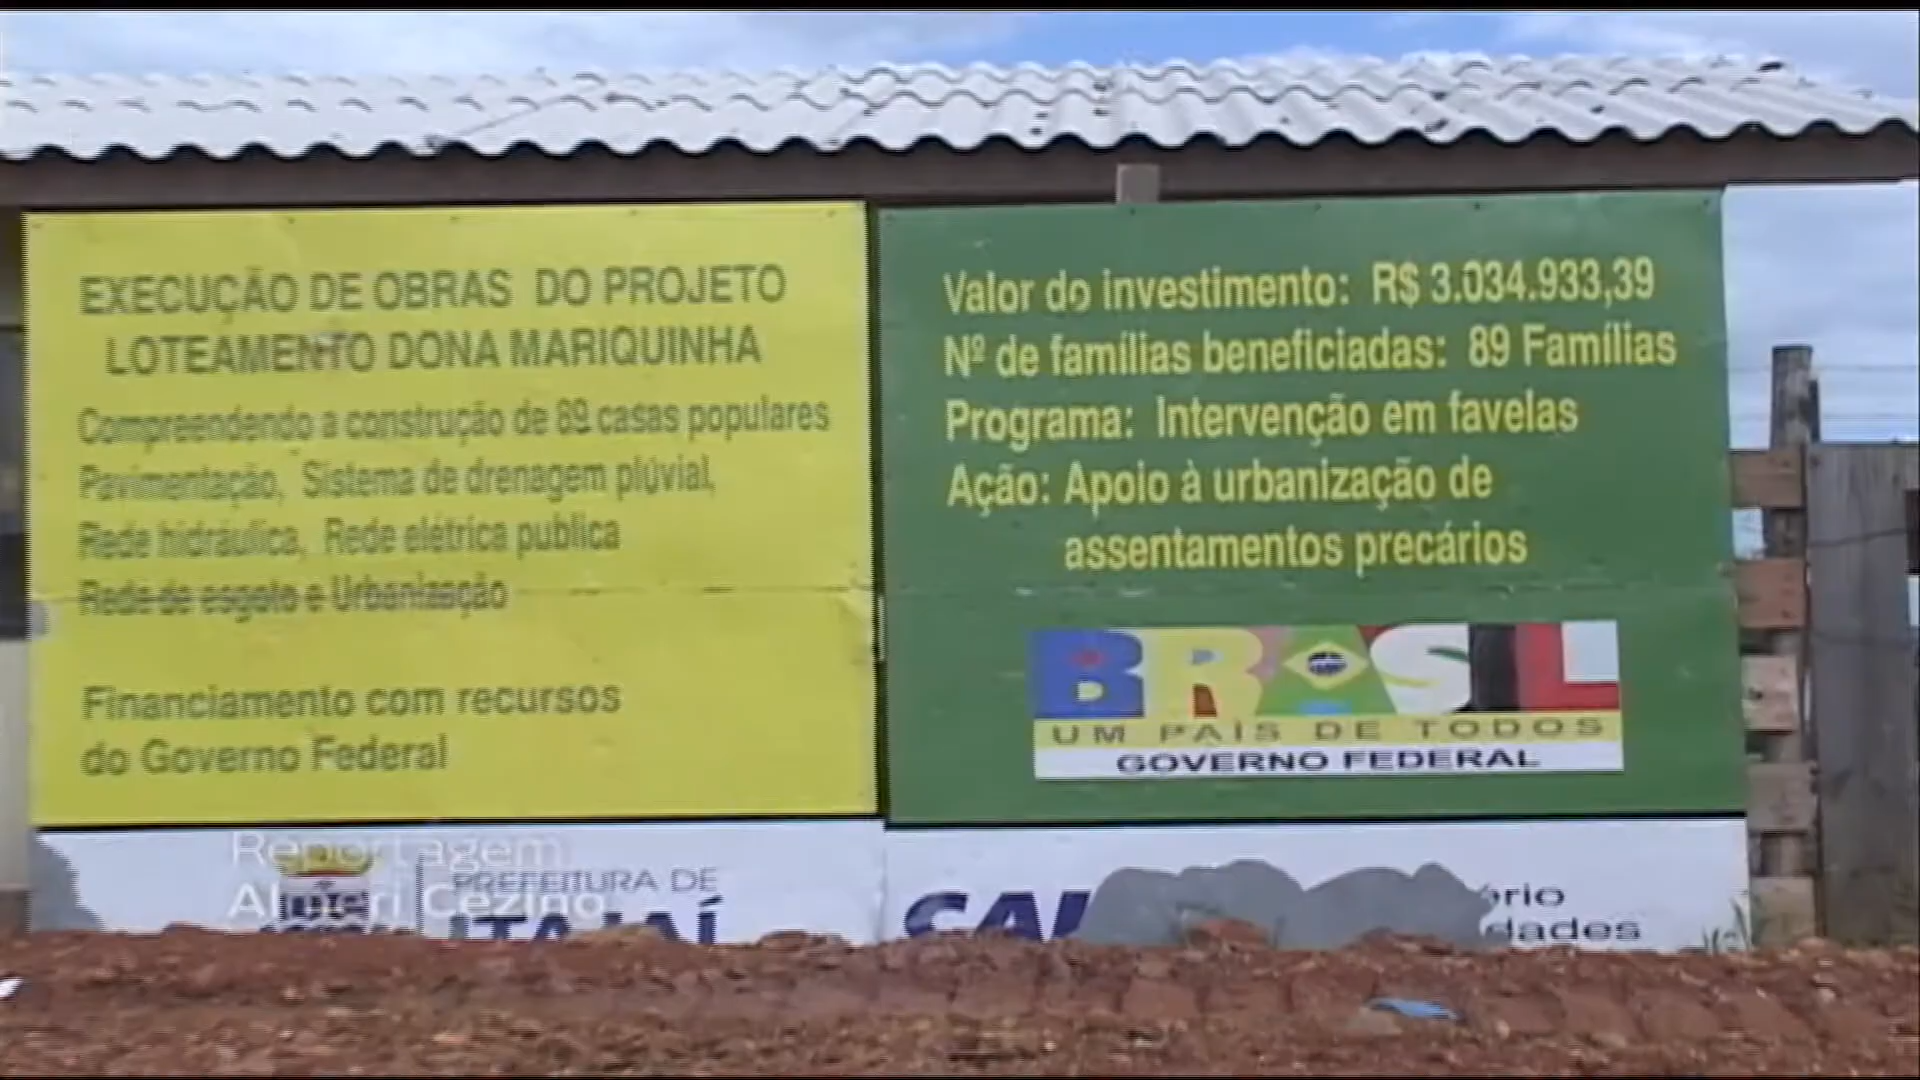 EXECUÇÃO DE OBRAS DO PROJETO
LOTEAMENTO DONA MARIQUINHA
Compreendendo a construção de 89 casas populares
Pavimentação, Sistema de drenagem plúvial,
Rede hidráulica, Rede elétrica publica
Rede de esgoto e Urbanização
Financiamento com recursos
do Governo Federal
Valor do investimento: R$ 3.034.933,39
Nº de famílias beneficiadas: 89 Famílias
Programa: Intervenção em favelas
Ação: Apoio à urbanização de
assentamentos precários
BRASIL
UM PAÍS DE TODOS
GOVERNO FEDERAL
Reportagem
Cezino
PREFEITURA DE
ITAJAÍ
CAI
ério
dades